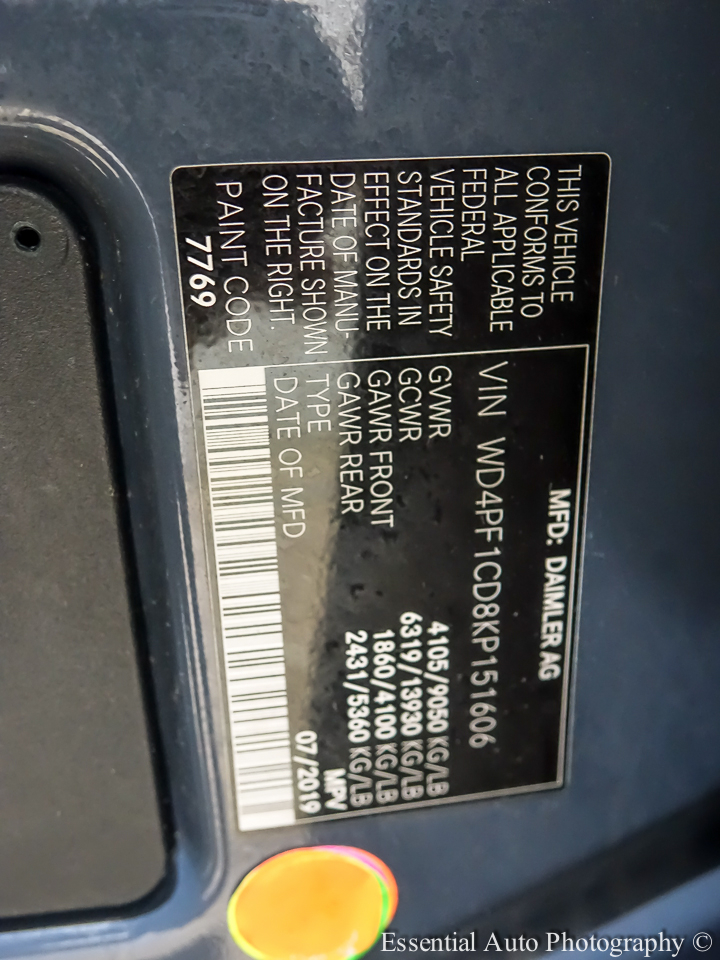 MFD: DAIMLER AG
THIS VEHICLE
CONFORMS TO
ALL APPLICABLE
FEDERAL
VEHICLE SAFETY
STANDARDS IN
EFFECT ON THE
DATE OF MANU-
FACTURE SHOWN
ON THE RIGHT.
PAINT CODE
7769
VIN WD4PF1CD8KP151606
GVWR 4105/9050 KG/LB
GCWR 6319/13930 KG/LB
GAWR FRONT 1860/4100 KG/LB
GAWR REAR 2431/5360 KG/LB
TYPE MPV
DATE OF MFD 07/2019
Essential Auto Photography ©